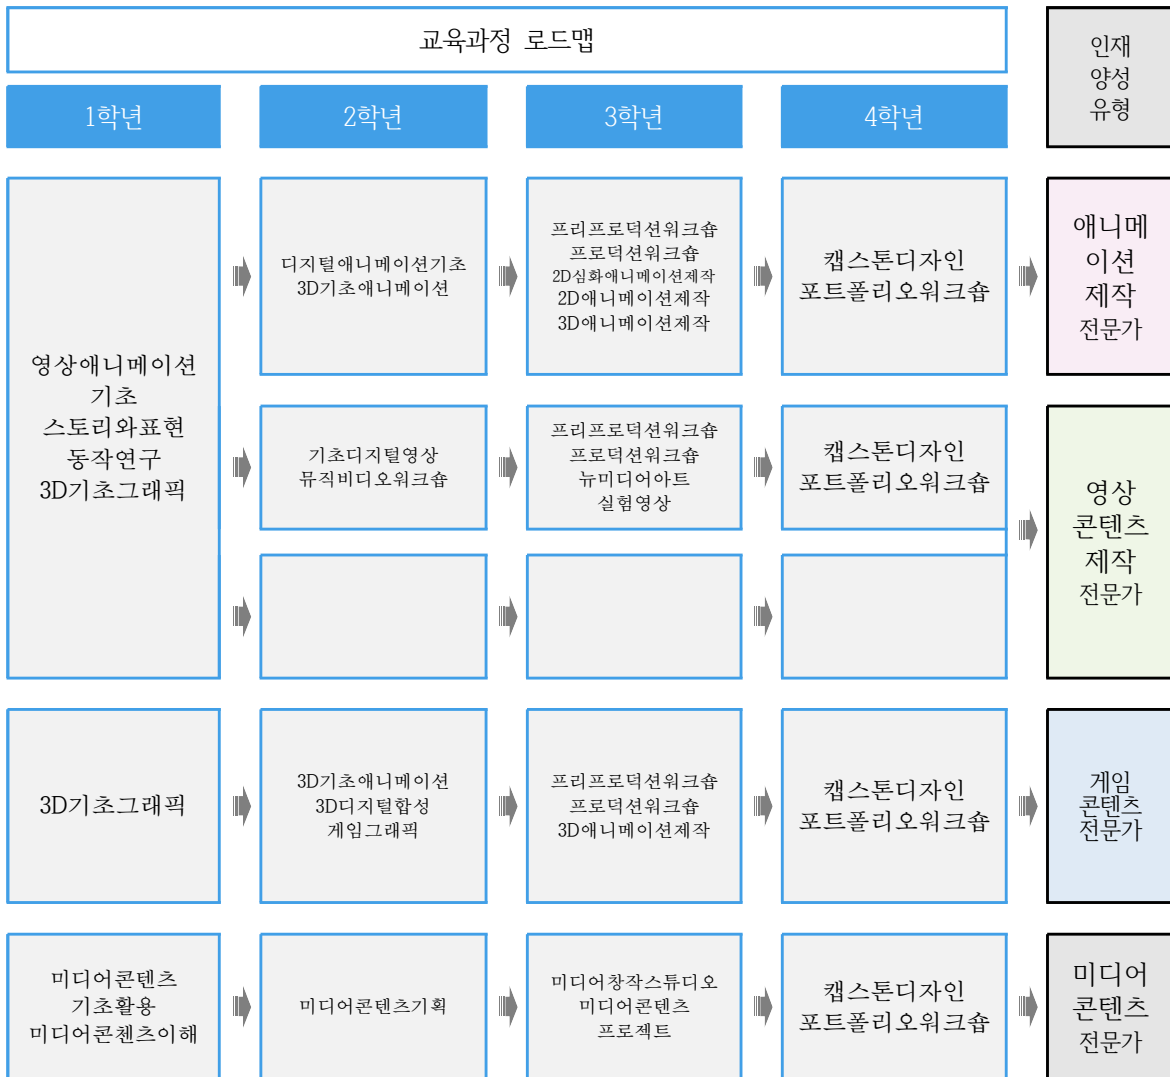 교육과정 로드맵
인재
양성
유형
1학년
2학년
3학년
4학년
영상애니메이션
기초
스토리와표현
동작연구
3D기초그래픽
디지털애니메이션기초
3D기초애니메이션
프리프로덕션워크숍
프로덕션워크숍
2D심화애니메이션제작
2D애니메이션제작
3D애니메이션제작
캡스톤디자인
포트폴리오워크숍
애니메
이션
제작
전문가
기초디지털영상
뮤직비디오워크숍
프리프로덕션워크숍
프로덕션워크숍
뉴미디어아트
실험영상
캡스톤디자인
포트폴리오워크숍
영상
콘텐츠
제작
전문가
3D기초그래픽
3D기초애니메이션
3D디지털합성
게임그래픽
프리프로덕션워크숍
프로덕션워크숍
3D애니메이션제작
캡스톤디자인
포트폴리오워크숍
게임
콘텐츠
전문가
미디어콘텐츠
기초활용
미디어콘첸츠이해
미디어콘텐츠기획
미디어창작스튜디오
미디어콘텐츠
프로젝트
캡스톤디자인
포트폴리오워크숍
미디어
콘텐츠
전문가